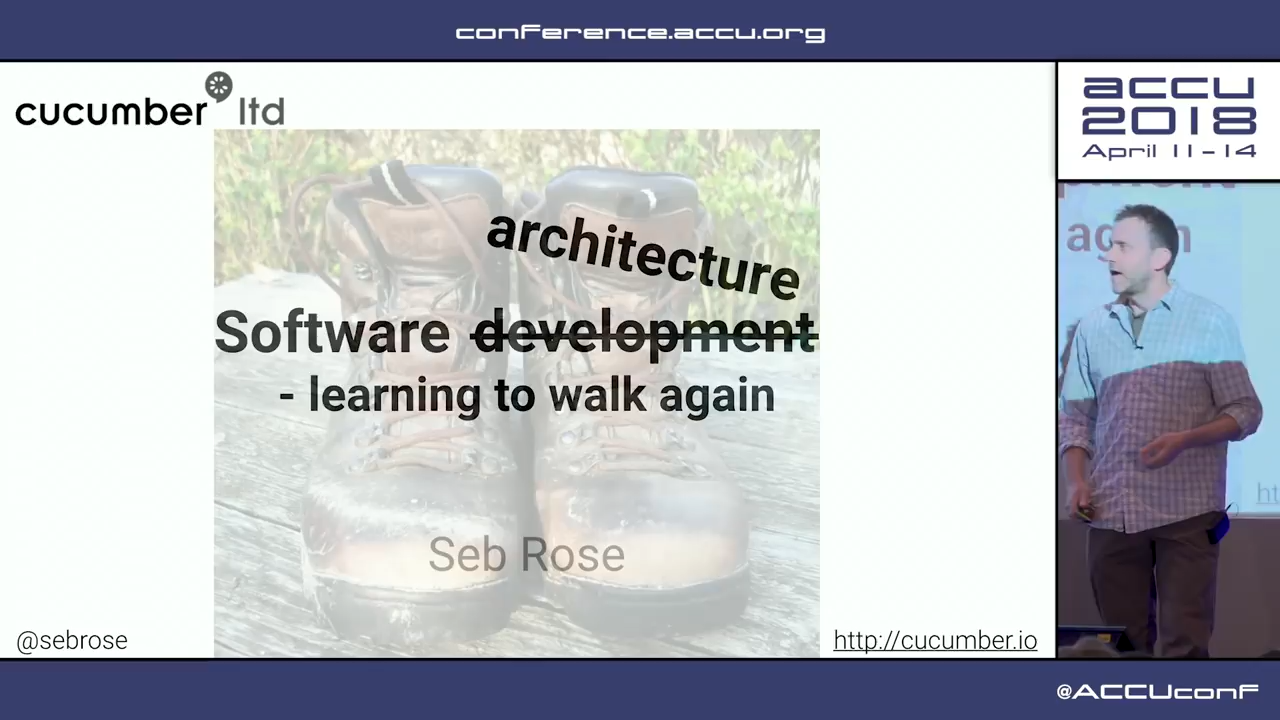 conference.accu.org
cucumber ltd
accu
2018
April 11-14
architecture
Software development
- learning to walk again
Seb Rose
@sebrose
http://cucumber.io
@ACCUconf